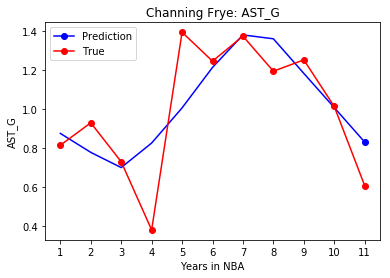 Channing Frye: AST_G
Prediction
True
AST_G
1.4
1.2
1.0
0.8
0.6
0.4
1 2 3 4 5 6 7 8 9 10 11
Years in NBA